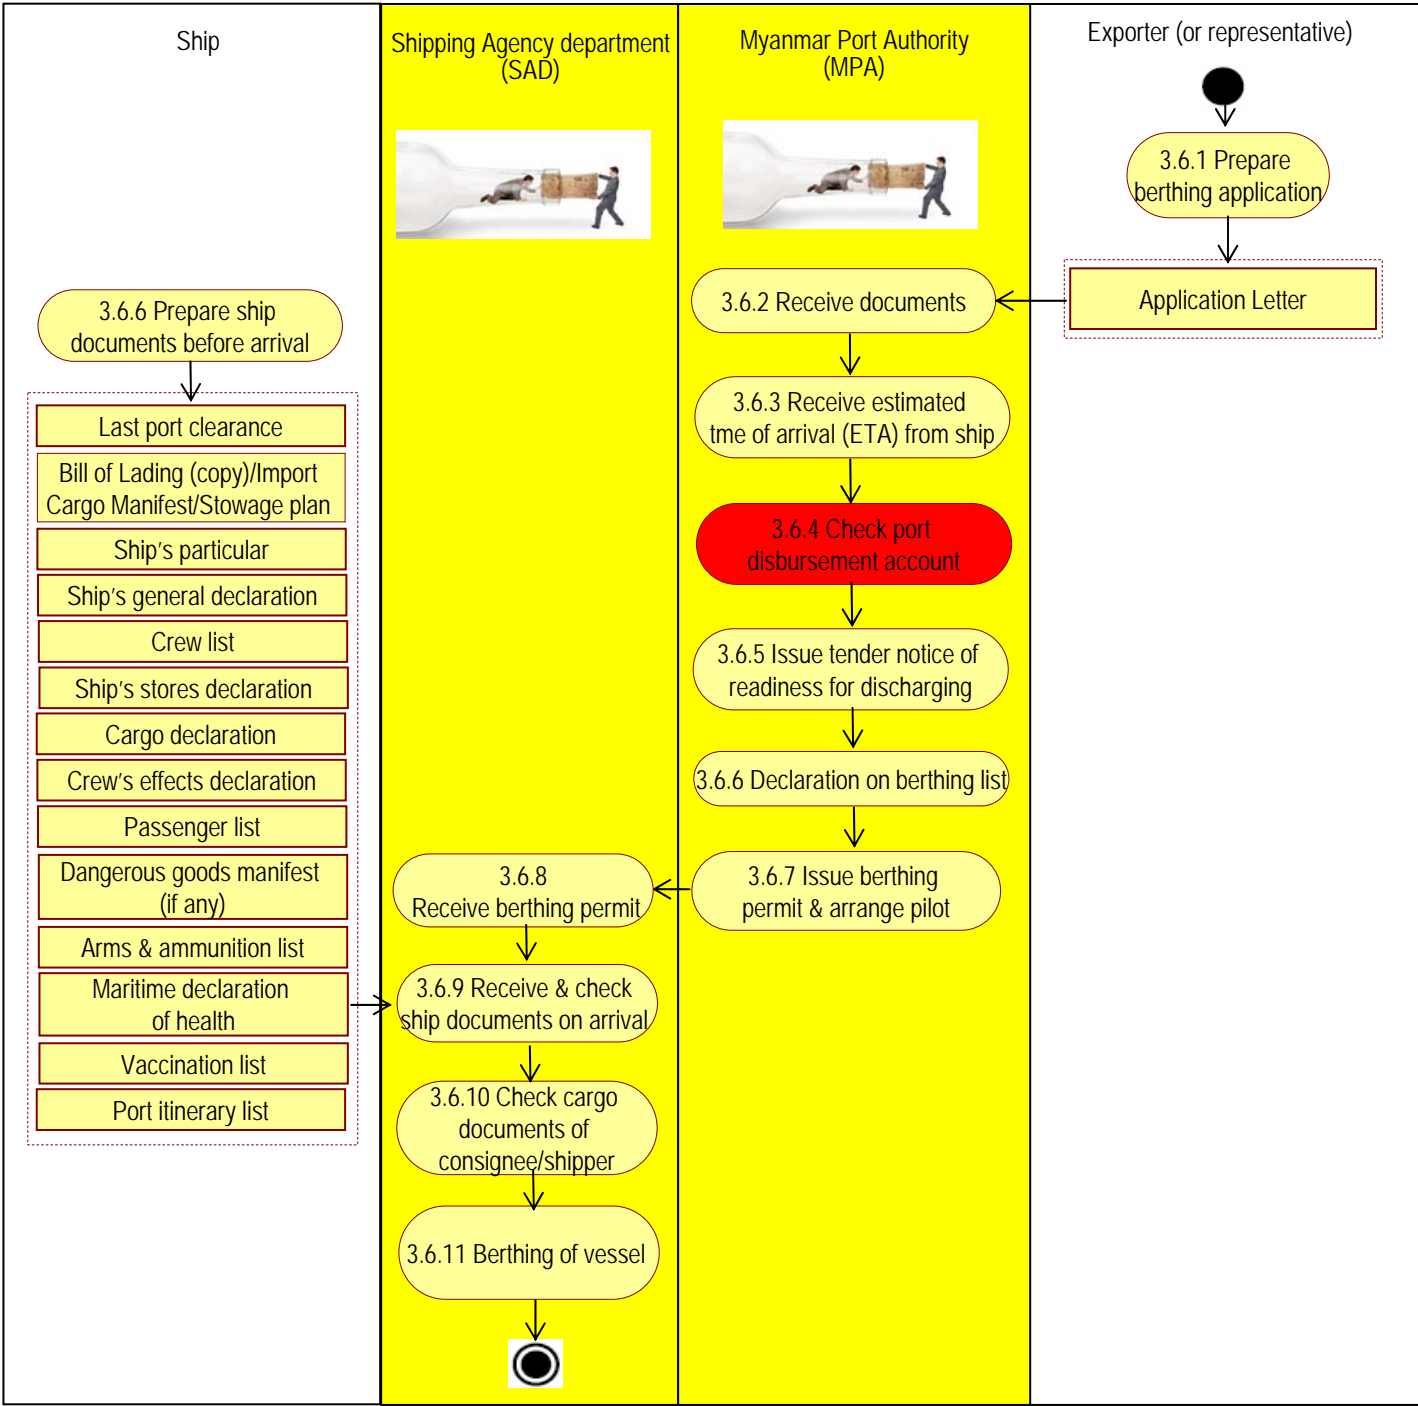 Ship
Shipping Agency department
(SAD)
Myanmar Port Authority
(MPA)
Exporter (or representative)
3.6.1 Prepare
berthing application
Application Letter
3.6.2 Receive documents
3.6.3 Receive estimated
tme of arrival (ETA) from ship
3.6.4 Check port
disbursement account
3.6.5 Issue tender notice of
readiness for discharging
3.6.6 Declaration on berthing list
3.6.7 Issue berthing
permit & arrange pilot
3.6.8
Receive berthing permit
3.6.6 Prepare ship
documents before arrival
Last port clearance
Bill of Lading (copy)/Import
Cargo Manifest/Stowage plan
Ship's particular
Ship's general declaration
Crew list
Ship's stores declaration
Cargo declaration
Crew's effects declaration
Passenger list
Dangerous goods manifest
(if any)
Arms & ammunition list
Maritime declaration
of health
Vaccination list
Port itinerary list
3.6.9 Receive & check
ship documents on arrival
3.6.10 Check cargo
documents of
consignee/shipper
3.6.11 Berthing of vessel